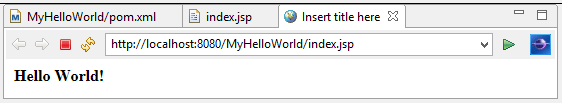 MyHelloWorld/pom.xml index.jsp Insert title here
http://localhost:8080/MyHelloWorld/index.jsp
Hello World!